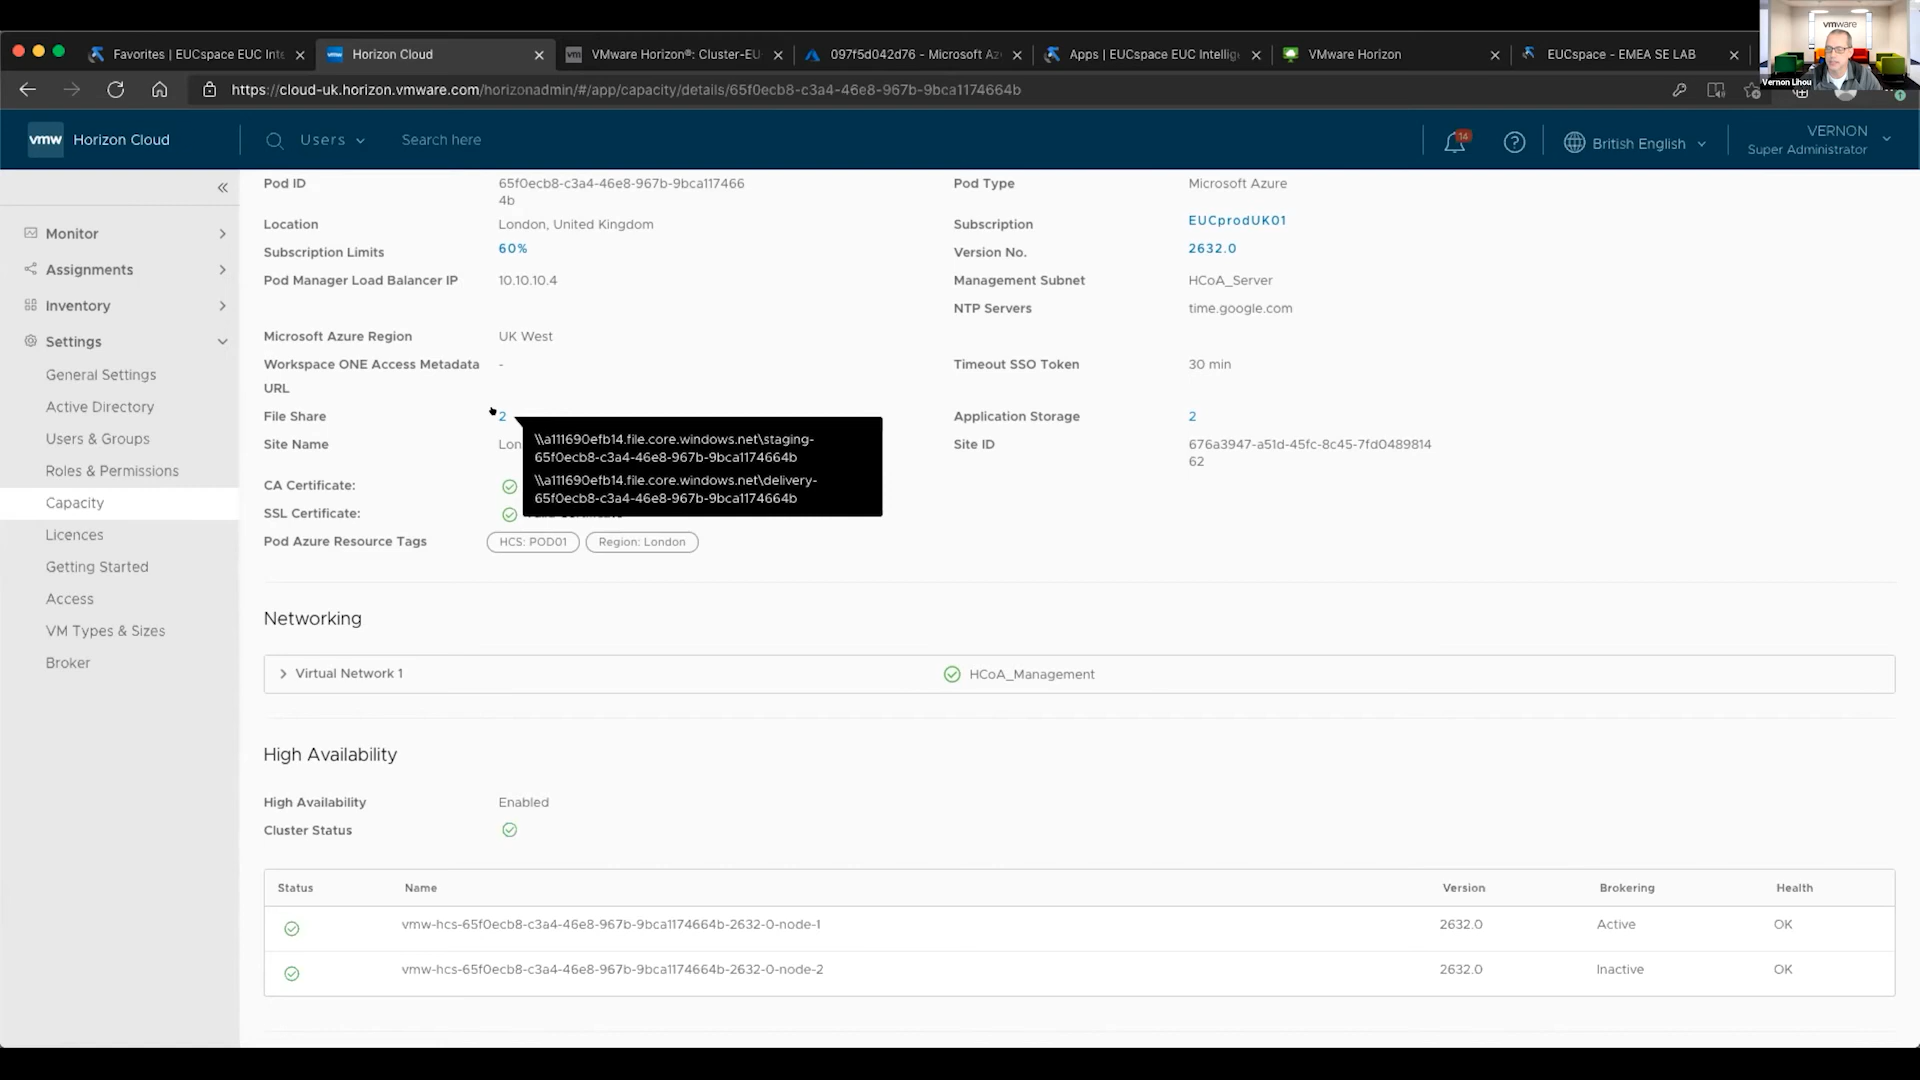 Favorites | EUCspace EUC Inte
Horizon Cloud
VMware Horizon®: Cluster-EU
097f5d042d76 - Microsoft Az
Apps | EUCspace EUC Intellig
VMware Horizon
EUCspace - EMEA SE LAB
vmware
Vernon Lihou
https://cloud-uk.horizon.vmware.com/horizonadmin/#/app/capacity/details/65f0ecb8-c3a4-46e8-967b-9bca1174664b
vmw Horizon Cloud
Users
Search here
14
British English
VERNON
Super Administrator
Monitor
Assignments
Inventory
Settings
General Settings
Active Directory
Users & Groups
Roles & Permissions
Capacity
Licences
Getting Started
Access
VM Types & Sizes
Broker
Pod ID
65f0ecb8-c3a4-46e8-967b-9bca117466
4b
Pod Type
Microsoft Azure
Location
London, United Kingdom
Subscription
EUCprodUK01
Subscription Limits
60%
Version No.
2632.0
Pod Manager Load Balancer IP
10.10.10.4
Management Subnet
HCoA_Server
NTP Servers
time.google.com
Microsoft Azure Region
UK West
Workspace ONE Access Metadata
URL
-
Timeout SSO Token
30 min
File Share
2
Application Storage
2
Site Name
Lon
Site ID
676a3947-a51d-45fc-8c45-7fd0489814
62
\\a111690efb14.file.core.windows.net\staging-
65f0ecb8-c3a4-46e8-967b-9bca1174664b
\\a111690efb14.file.core.windows.net\delivery-
65f0ecb8-c3a4-46e8-967b-9bca1174664b
CA Certificate:
SSL Certificate:
Pod Azure Resource Tags
HCS: POD01
Region: London
Networking
Virtual Network 1
HCoA_Management
High Availability
High Availability
Enabled
Cluster Status
Status
Name
Version
Brokering
Health
vmw-hcs-65f0ecb8-c3a4-46e8-967b-9bca1174664b-2632-0-node-1
2632.0
Active
OK
vmw-hcs-65f0ecb8-c3a4-46e8-967b-9bca1174664b-2632-0-node-2
2632.0
Inactive
OK